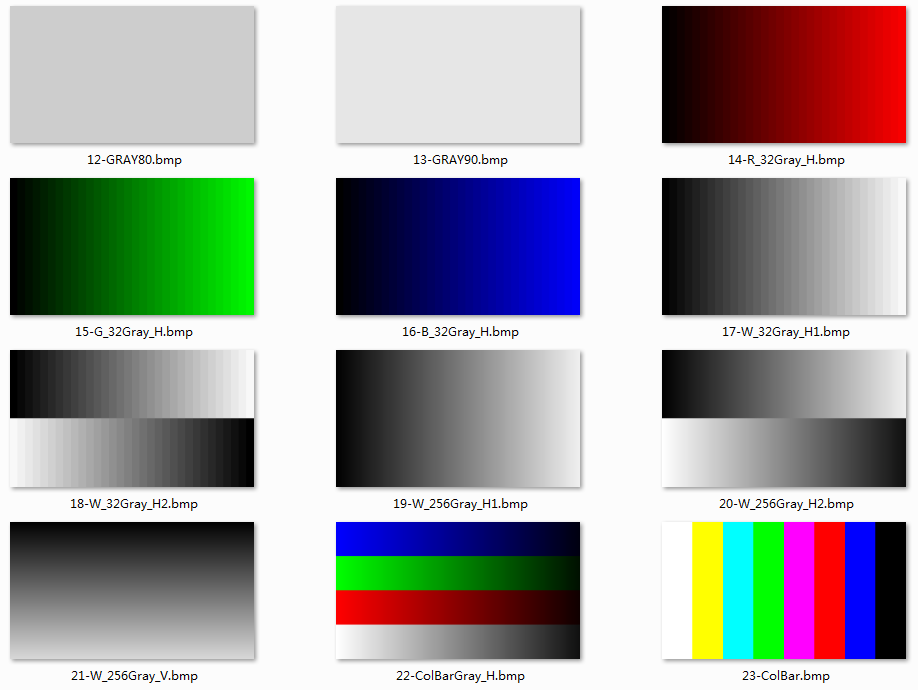 12-GRAY80.bmp
13-GRAY90.bmp
14-R_32Gray_H.bmp
15-G_32Gray_H.bmp
16-B_32Gray_H.bmp
17-W_32Gray_H1.bmp
18-W_32Gray_H2.bmp
19-W_256Gray_H1.bmp
20-W_256Gray_H2.bmp
21-W_256Gray_V.bmp
22-ColBarGray_H.bmp
23-ColBar.bmp